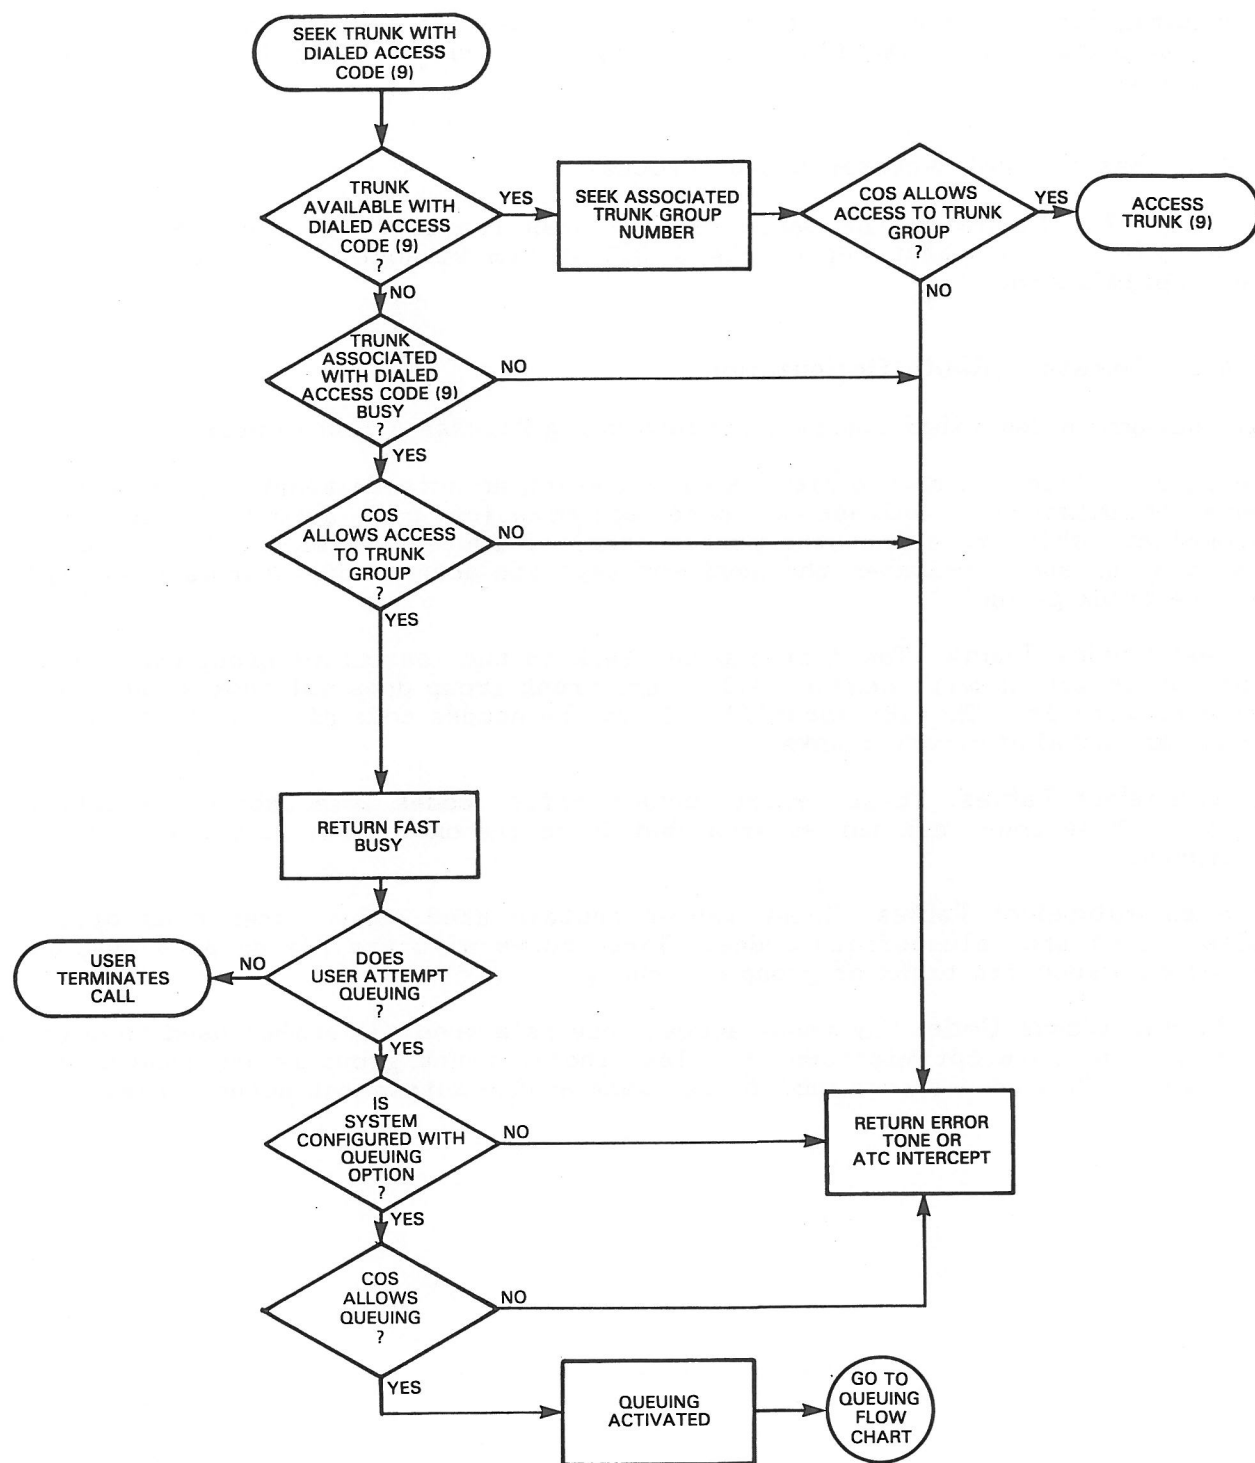 SEEK TRUNK WITH
DIALED ACCESS
CODE (9)
TRUNK
AVAILABLE WITH
DIALED ACCESS
CODE (9)
?
YES
SEEK ASSOCIATED
TRUNK GROUP
NUMBER
COS ALLOWS
ACCESS TO TRUNK
GROUP
?
YES
ACCESS
TRUNK (9)
NO
NO
TRUNK
ASSOCIATED
WITH DIALED
ACCESS CODE (9)
BUSY
?
NO
YES
COS
ALLOWS ACCESS
TO TRUNK
GROUP
?
NO
YES
RETURN FAST
BUSY
DOES
USER ATTEMPT
QUEUING
?
NO
USER
TERMINATES
CALL
YES
IS
SYSTEM
CONFIGURED WITH
QUEUING
OPTION
?
NO
RETURN ERROR
TONE OR
ATC INTERCEPT
YES
COS
ALLOWS
QUEUING
?
NO
YES
QUEUING
ACTIVATED
GO TO
QUEUING
FLOW
CHART